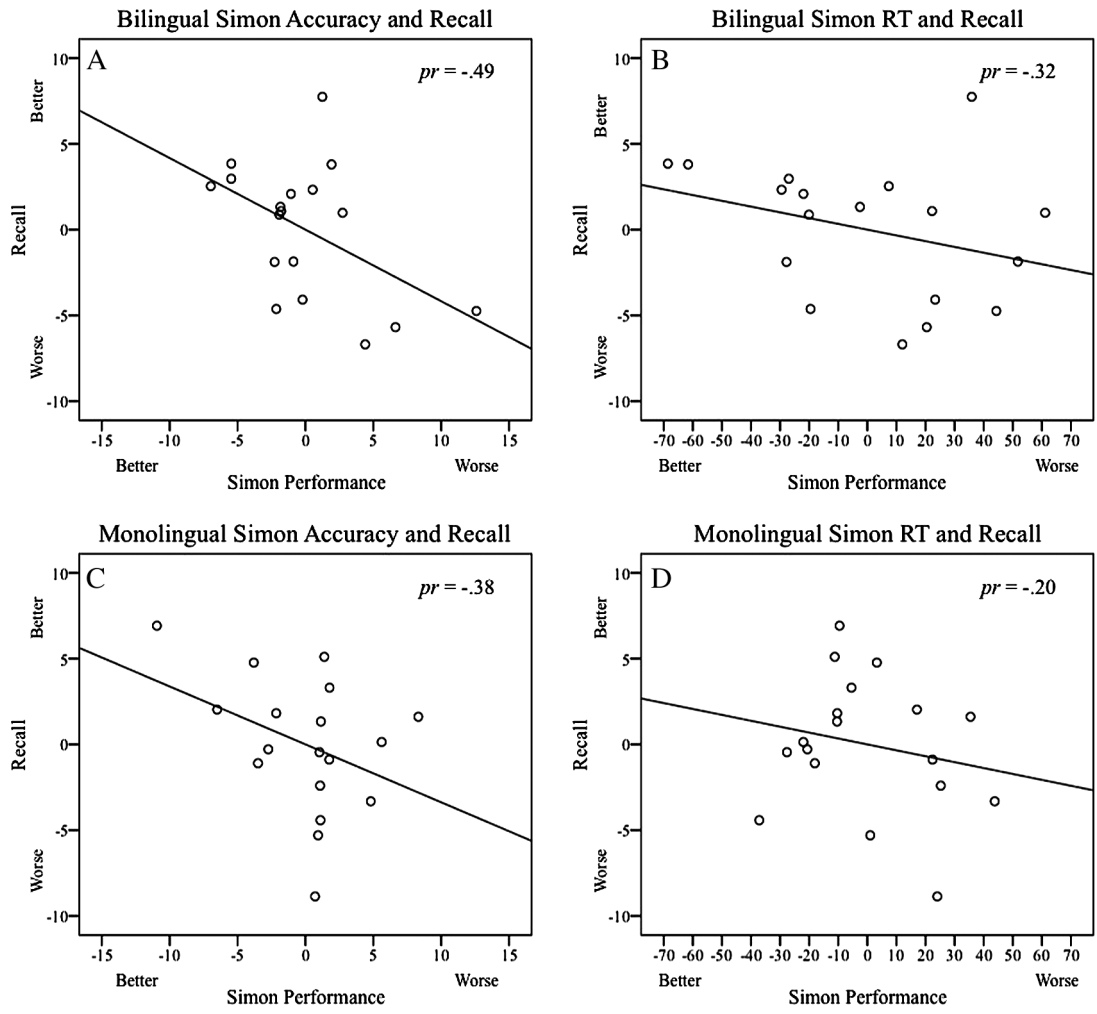 Bilingual Simon Accuracy and Recall
A
pr = -.49
10
5
0
-5
-10
Better
Recall
Worse
-15 -10 -5 0 5 10 15
Better Worse
Simon Performance
Bilingual Simon RT and Recall
B
pr = -.32
10
5
0
-5
-10
Better
Recall
Worse
-70 -60 -50 -40 -30 -20 -10 0 10 20 30 40 50 60 70
Better Worse
Simon Performance
Monolingual Simon Accuracy and Recall
C
pr = -.38
10
5
0
-5
-10
Better
Recall
Worse
-15 -10 -5 0 5 10 15
Better Worse
Simon Performance
Monolingual Simon RT and Recall
D
pr = -.20
10
5
0
-5
-10
Better
Recall
Worse
-70 -60 -50 -40 -30 -20 -10 0 10 20 30 40 50 60 70
Better Worse
Simon Performance